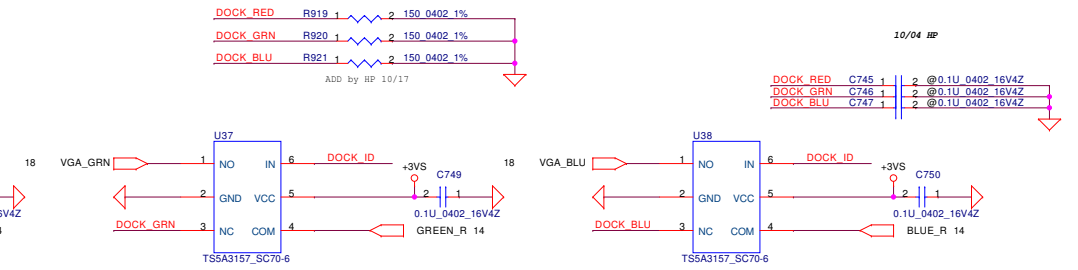 DOCK_RED R919 1 2 150_0402_1%
DOCK_GRN R920 1 2 150_0402_1%
DOCK_BLU R921 1 2 150_0402_1%
ADD by HP 10/17
10/04 HP
DOCK_RED C745 1 2 @0.1U_0402_16V4Z
DOCK_GRN C746 1 2 @0.1U_0402_16V4Z
DOCK_BLU C747 1 2 @0.1U_0402_16V4Z
U37
18 VGA_GRN 1 NO IN 6 DOCK_ID
+3VS
2 GND VCC 5 2 C749 1
0.1U_0402_16V4Z
DOCK_GRN 3 NC COM 4 GREEN_R 14
TS5A3157_SC70-6
U38
18 VGA_BLU 1 NO IN 6 DOCK_ID
+3VS
2 GND VCC 5 2 C750 1
0.1U_0402_16V4Z
DOCK_BLU 3 NC COM 4 BLUE_R 14
TS5A3157_SC70-6
6V4Z
4